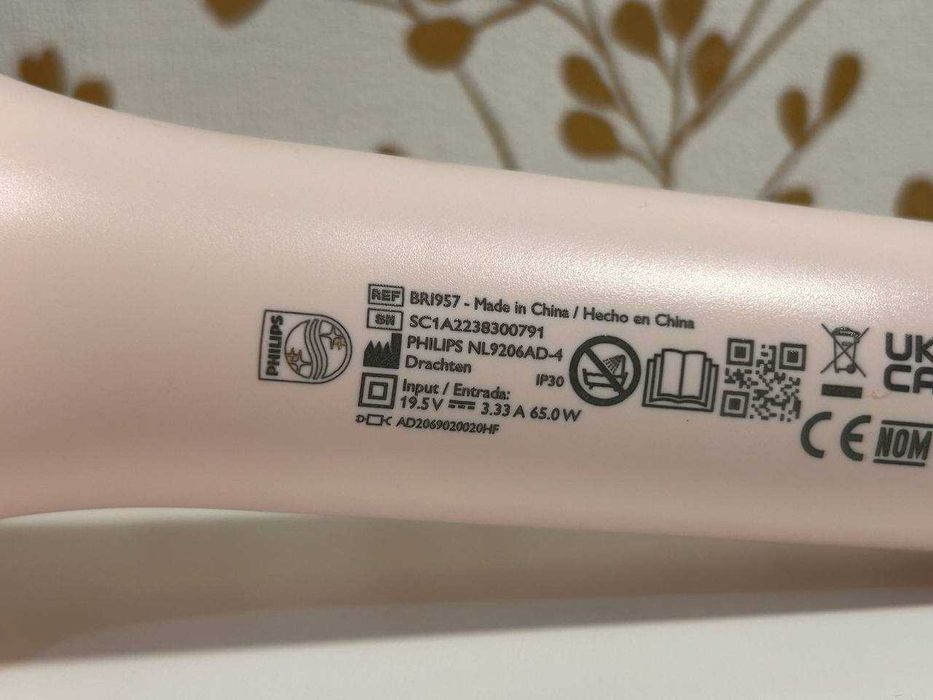 PHILIPS
REF BRI957 - Made in China / Hecho en China
SN SC1A2238300791
PHILIPS NL9206AD-4
Drachten
IP30
Input / Entrada:
19.5 V 3.33 A 65.0 W
AD2069020020HF
UK
CA
CE
NOM